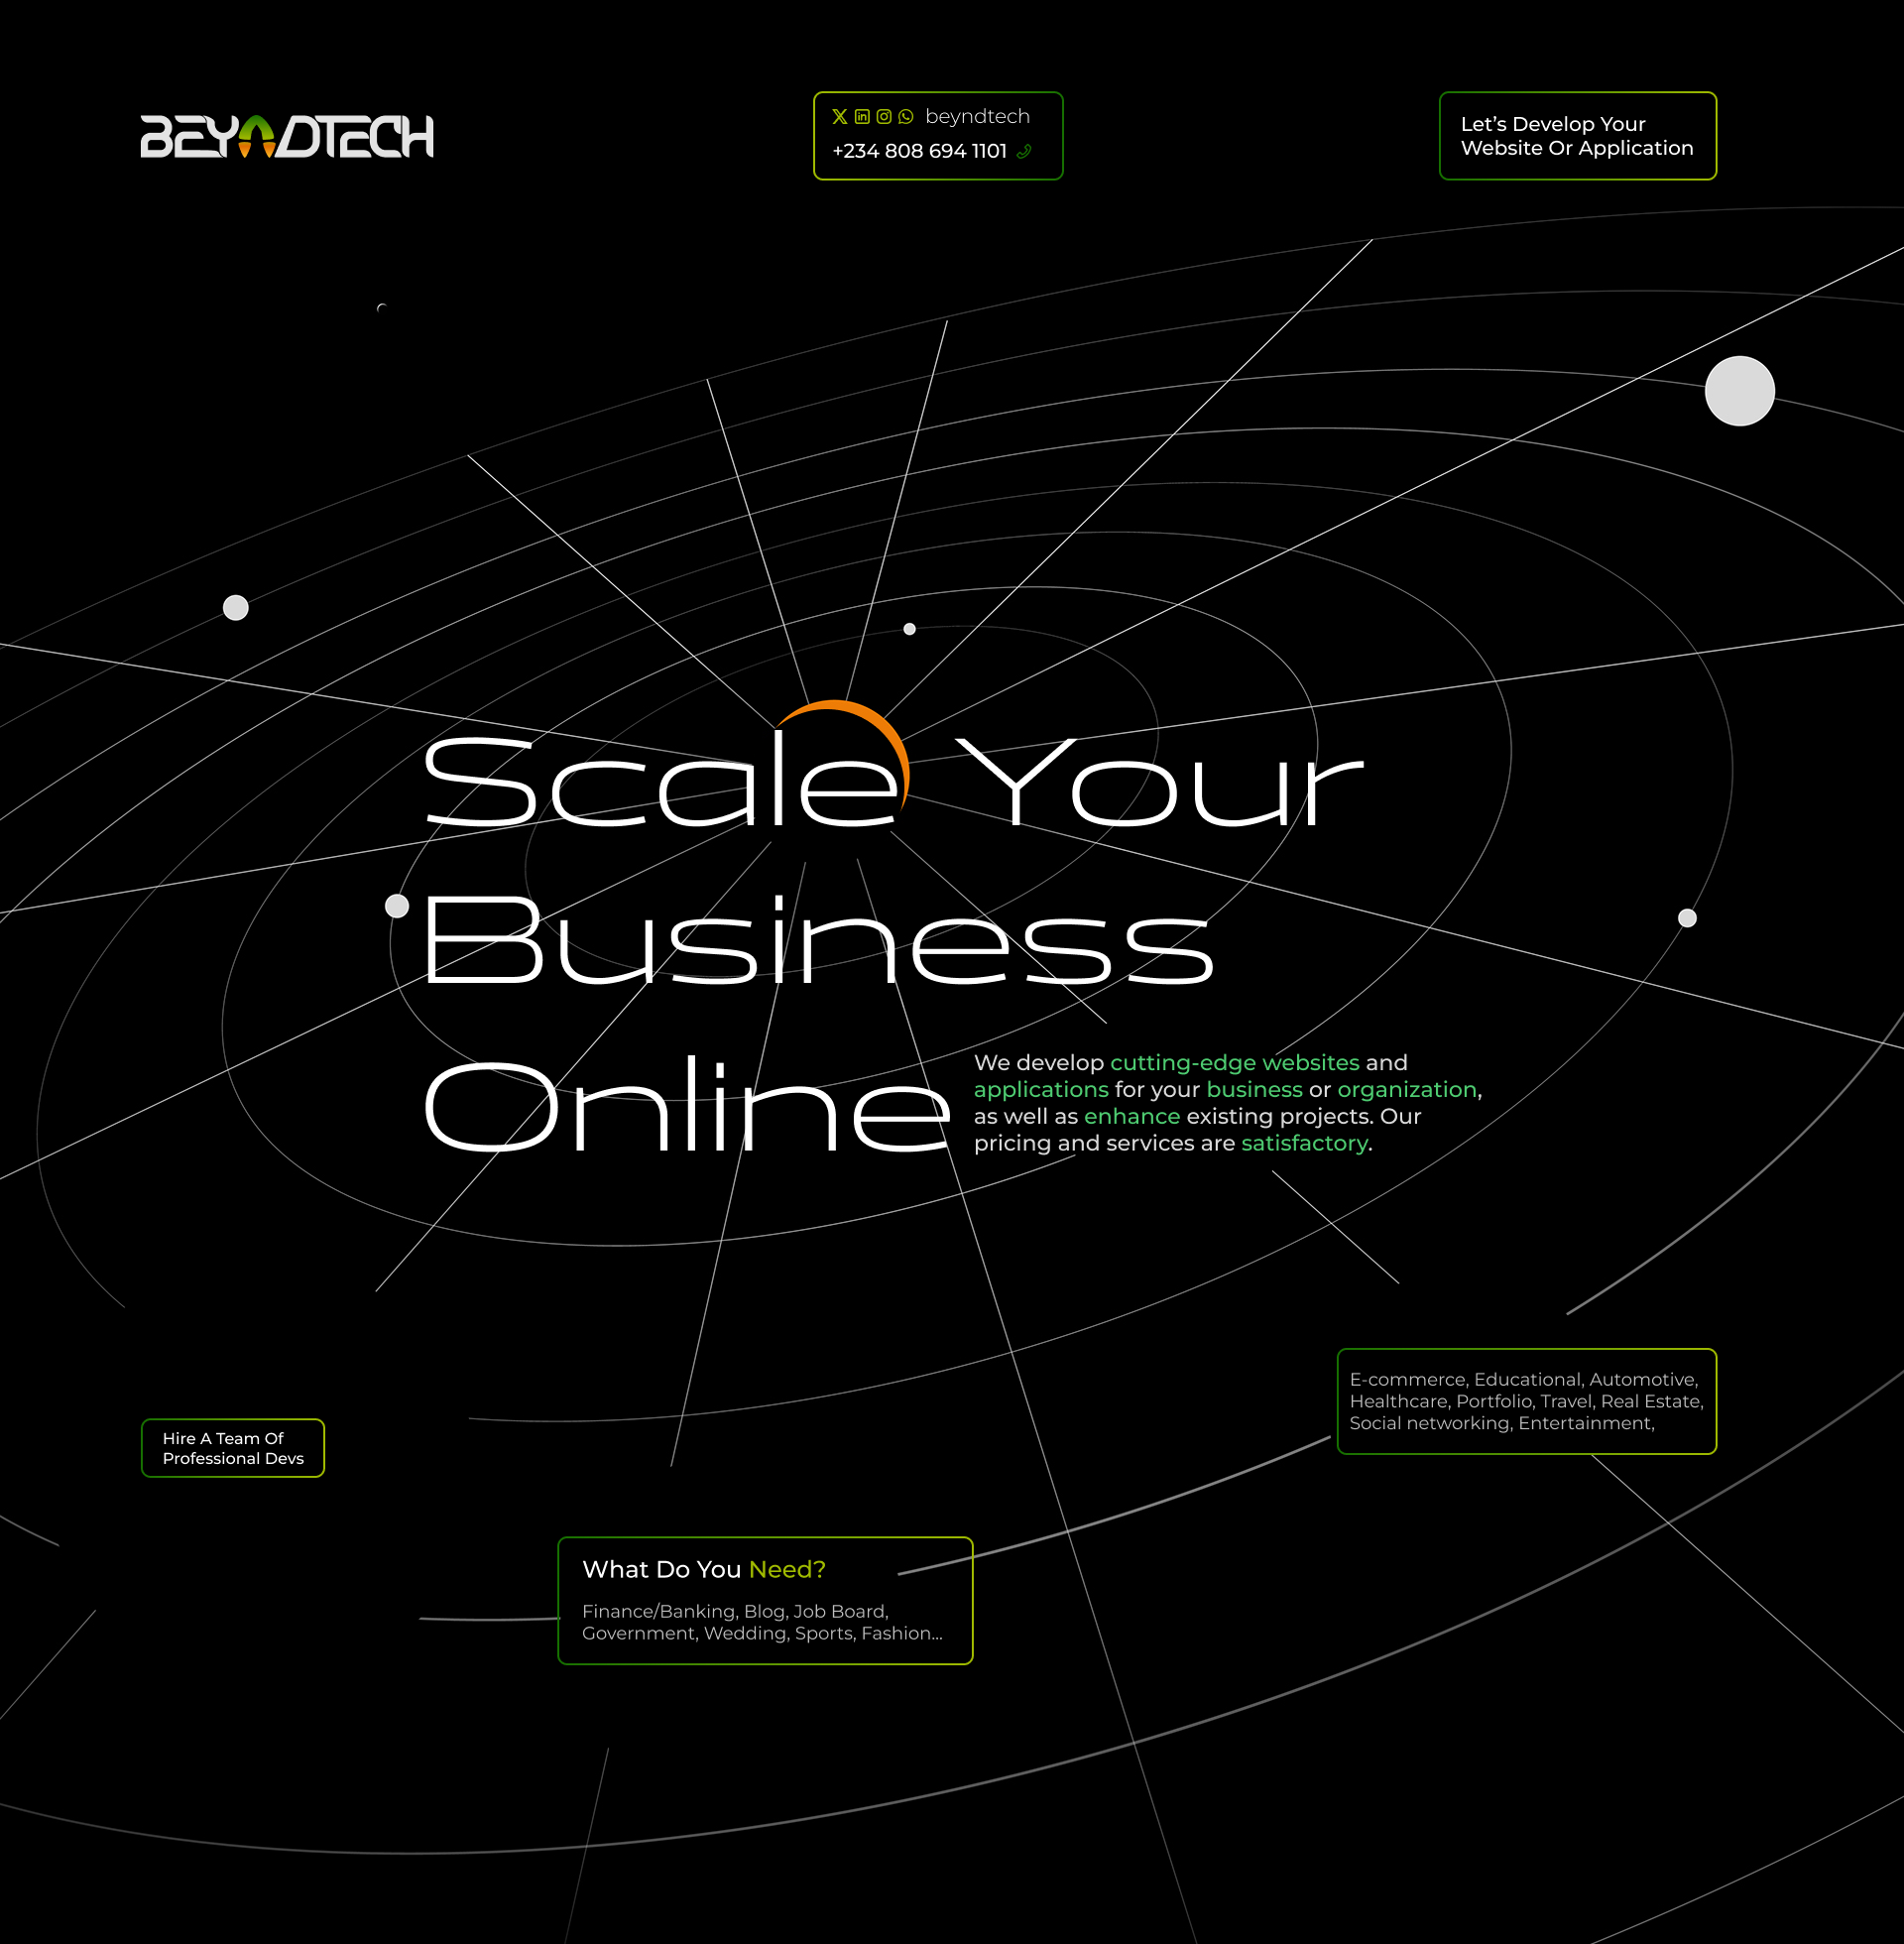 BEYNDTECH
beyndtech
+234 808 694 1101
Let’s Develop Your
Website Or Application
Scale Your
Business
Online
We develop cutting-edge websites and
applications for your business or organization,
as well as enhance existing projects. Our
pricing and services are satisfactory.
E-commerce, Educational, Automotive,
Healthcare, Portfolio, Travel, Real Estate,
Social networking, Entertainment,
Hire A Team Of
Professional Devs
What Do You Need?
Finance/Banking, Blog, Job Board,
Government, Wedding, Sports, Fashion...